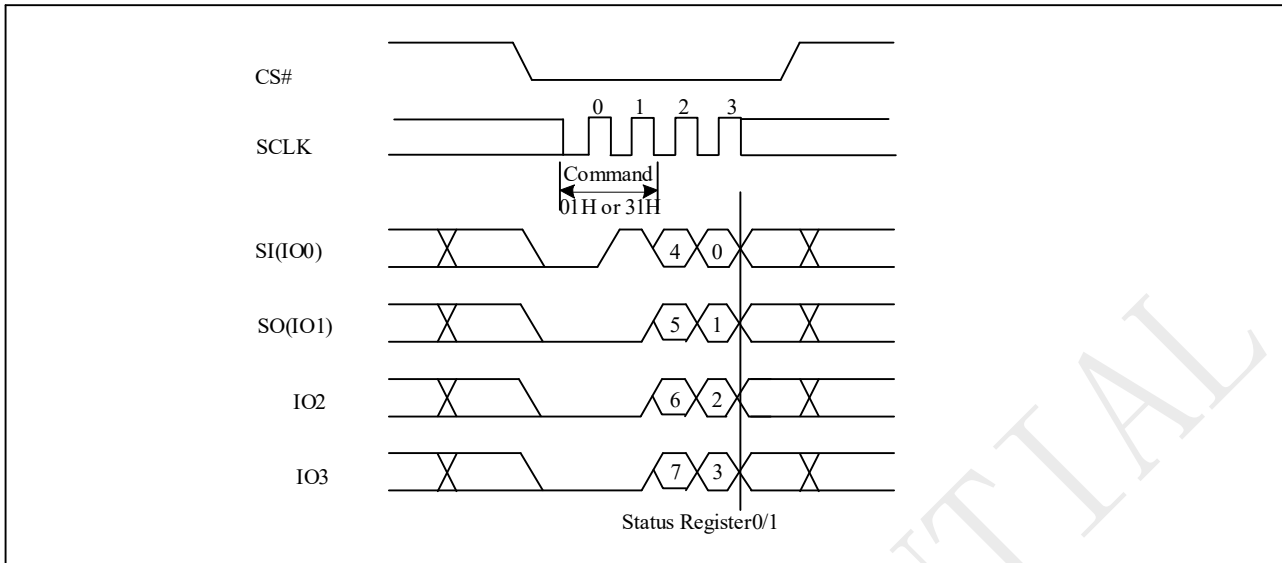 CS#
0 1 2 3
SCLK
Command
01H or 31H
SI(IO0) 4 0
SO(IO1) 5 1
IO2 6 2
IO3 7 3
Status Register0/1